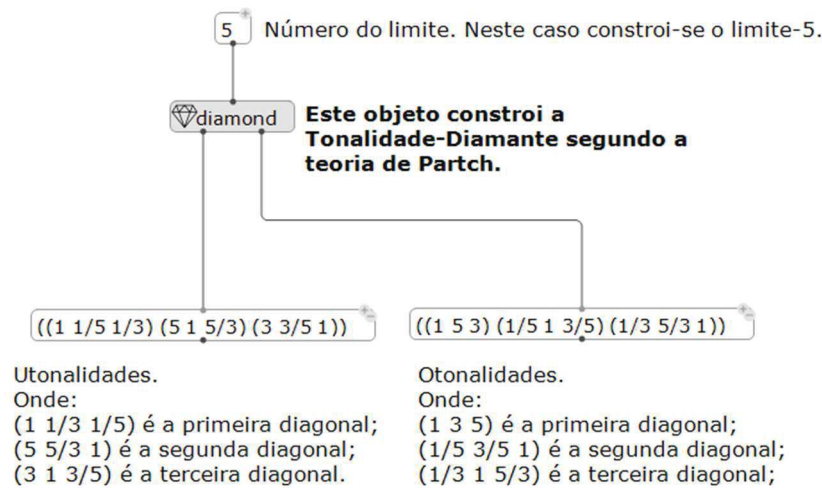 5 Número do limite. Neste caso constroi-se o limite-5.
diamond
Este objeto constroi a
Tonalidade-Diamante segundo a
teoria de Partch.
((1 1/5 1/3) (5 1 5/3) (3 3/5 1))
((1 5 3) (1/5 1 3/5) (1/3 5/3 1))
Utonalidades.
Onde:
(1 1/3 1/5) é a primeira diagonal;
(5 5/3 1) é a segunda diagonal;
(3 1 3/5) é a terceira diagonal.
Otonalidades.
Onde:
(1 3 5) é a primeira diagonal;
(1/5 3/5 1) é a segunda diagonal;
(1/3 1 5/3) é a terceira diagonal;